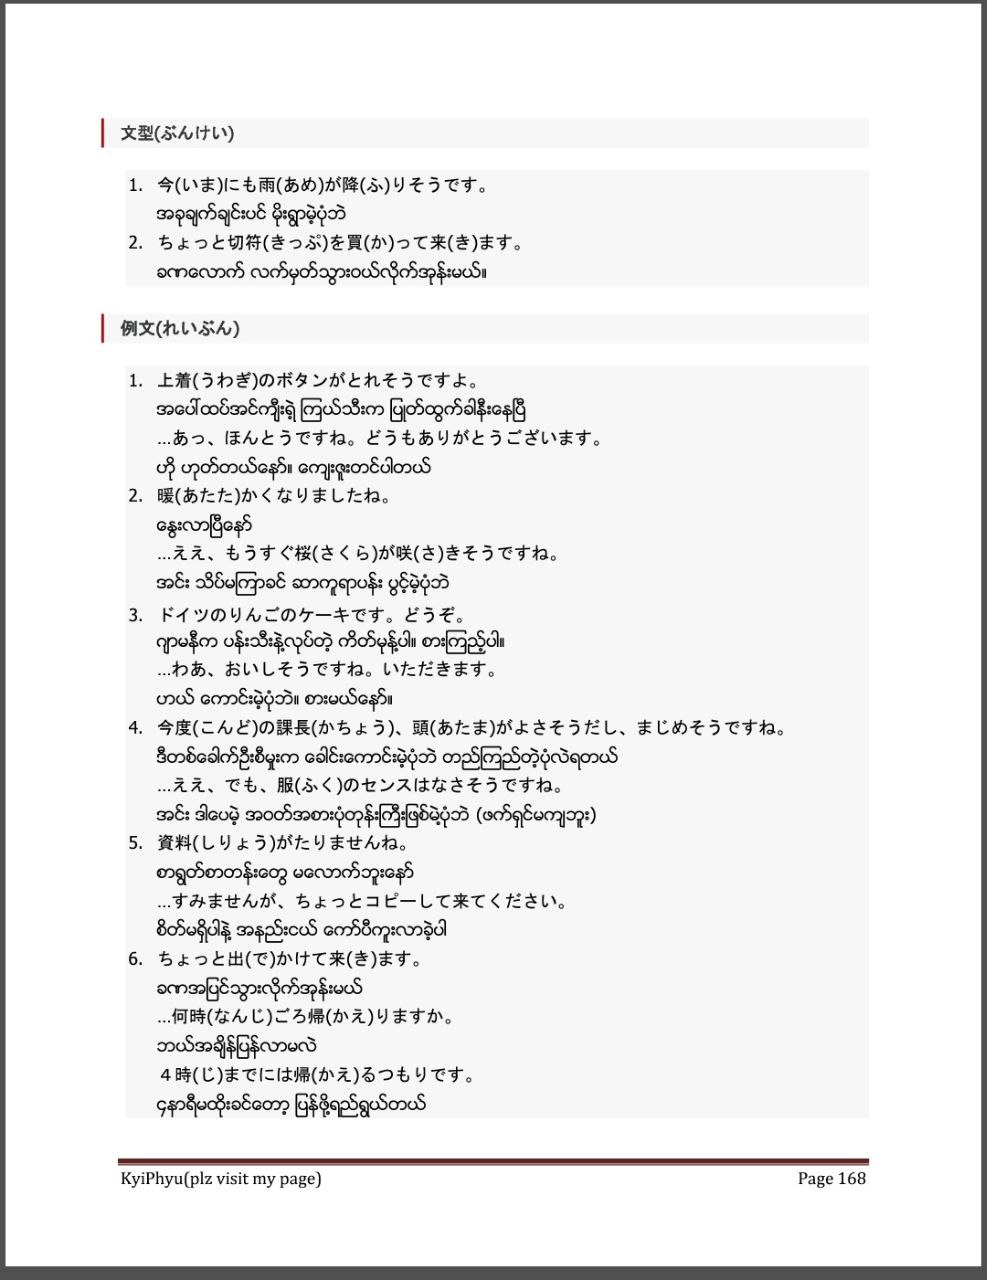 文型(ぶんけい)
1. 今(いま)にも雨(あめ)が降(ふ)りそうです。
အခုချက်ချင်းပင် မိုးရွာမဲ့ပုံဘဲ
2. ちょっと切符(きっぷ)を買(か)って来(き)ます。
ခဏလောက် လက်မှတ်သွားဝယ်လိုက်အုန်းမယ်။
例文(れいぶん)
1. 上着(うわぎ)のボタンがとれそうですよ。
အပေါ်ထပ်အင်ကျီးရဲ့ ကြယ်သီးက ပြုတ်ထွက်ခါနီးနေပြီ
…あっ、ほんとうですね。どうもありがとうございます。
ဟို ဟုတ်တယ်နော်။ ကျေးဇူးတင်ပါတယ်
2. 暖(あたた)かくなりましたね。
နွေးလာပြီနော်
…ええ、もうすぐ桜(さくら)が咲(さ)きそうですね。
အင်း သိပ်မကြာခင် ဆာကူရာပန်း ပွင့်မဲ့ပုံဘဲ
3. ドイツのりんごのケーキです。どうぞ。
ဂျာမနီက ပန်းသီးနဲ့လုပ်တဲ့ ကိတ်မုန့်ပါ။ စားကြည့်ပါ။
…わあ、おいしそうですね。いただきます。
ဟယ် ကောင်းမဲ့ပုံဘဲ။ စားမယ်နော်။
4. 今度(こんど)の課長(かちょう)、頭(あたま)がよさそうだし、まじめそうですね。
ဒီတစ်ခေါက်ဦးစီမှုးက ခေါင်းကောင်းမဲ့ပုံဘဲ တည်ကြည်တဲ့ပုံလဲရတယ်
…ええ、でも、服(ふく)のセンスはなさそうですね。
အင်း ဒါပေမဲ့ အဝတ်အစားပုံတုန်းကြီးဖြစ်မဲ့ပုံဘဲ (ဖက်ရှင်မကျဘူး)
5. 資料(しりょう)がたりませんね。
စာရွတ်စာတန်းတွေ မလောက်ဘူးနော်
…すみませんが、ちょっとコピーして来てください。
စိတ်မရှိပါနဲ့ အနည်းငယ် ကော်ပီကူးလာခဲ့ပါ
6. ちょっと出(で)かけて来(き)ます。
ခဏအပြင်သွားလိုက်အုန်းမယ်
…何時(なんじ)ごろ帰(かえ)りますか。
ဘယ်အချိန်ပြန်လာမလဲ
４時(じ)までには帰(かえ)るつもりです。
၄နာရီမထိုးခင်တော့ ပြန်ဖို့ရည်ရွယ်တယ်
KyiPhyu(plz visit my page) Page 168